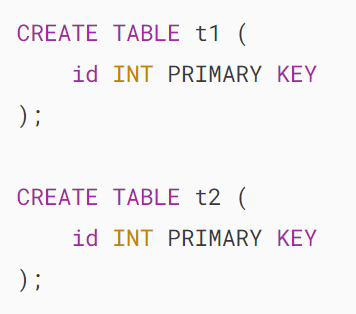 CREATE TABLE t1 (
    id INT PRIMARY KEY
);

CREATE TABLE t2 (
    id INT PRIMARY KEY
);